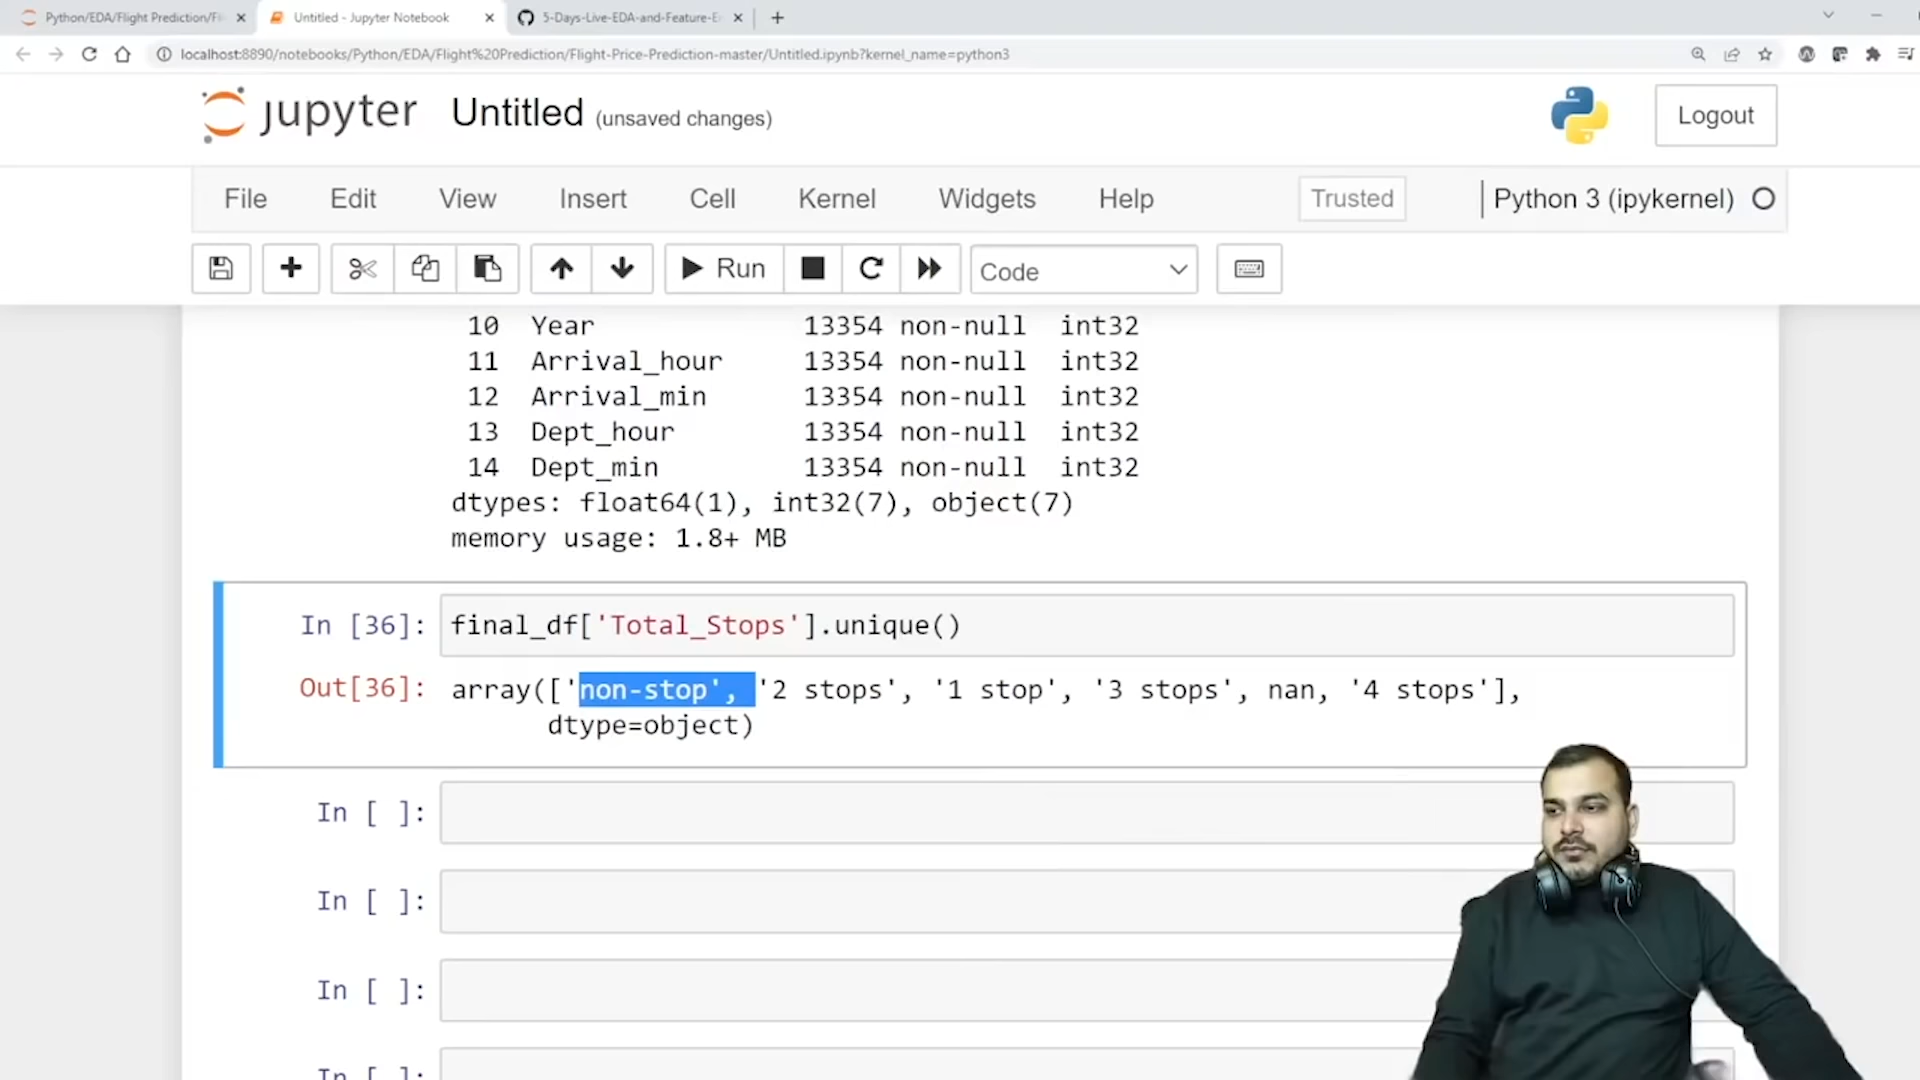 Python/EDA/Flight Prediction/Fl
Untitled - Jupyter Notebook
5-Days-Live-EDA-and-Feature-E
localhost:8890/notebooks/Python/EDA/Flight%20Prediction/Flight-Price-Prediction-master/Untitled.ipynb?kernel_name=python3
jupyter Untitled (unsaved changes)
Logout
File Edit View Insert Cell Kernel Widgets Help Trusted Python 3 (ipykernel)
Run Code
10 Year 13354 non-null int32
11 Arrival_hour 13354 non-null int32
12 Arrival_min 13354 non-null int32
13 Dept_hour 13354 non-null int32
14 Dept_min 13354 non-null int32
dtypes: float64(1), int32(7), object(7)
memory usage: 1.8+ MB
In [36]: final_df['Total_Stops'].unique()
Out[36]: array(['non-stop', '2 stops', '1 stop', '3 stops', nan, '4 stops'],
dtype=object)
In [ ]:
In [ ]:
In [ ]:
In [ ]: